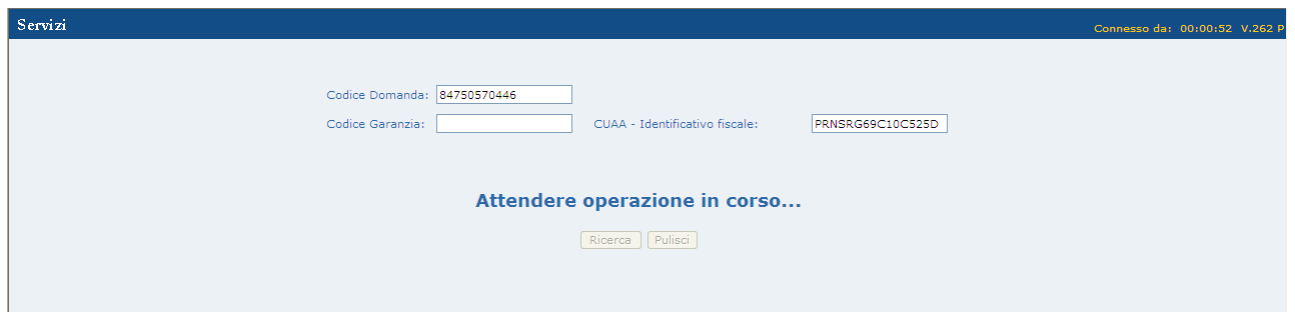 Servizi
Connesso da: 00:00:52 V.262 P
Codice Domanda: 84750570446
Codice Garanzia: CUAA - Identificativo fiscale: PRNSRG69C10C525D
Attendere operazione in corso...
Ricerca Pulisci